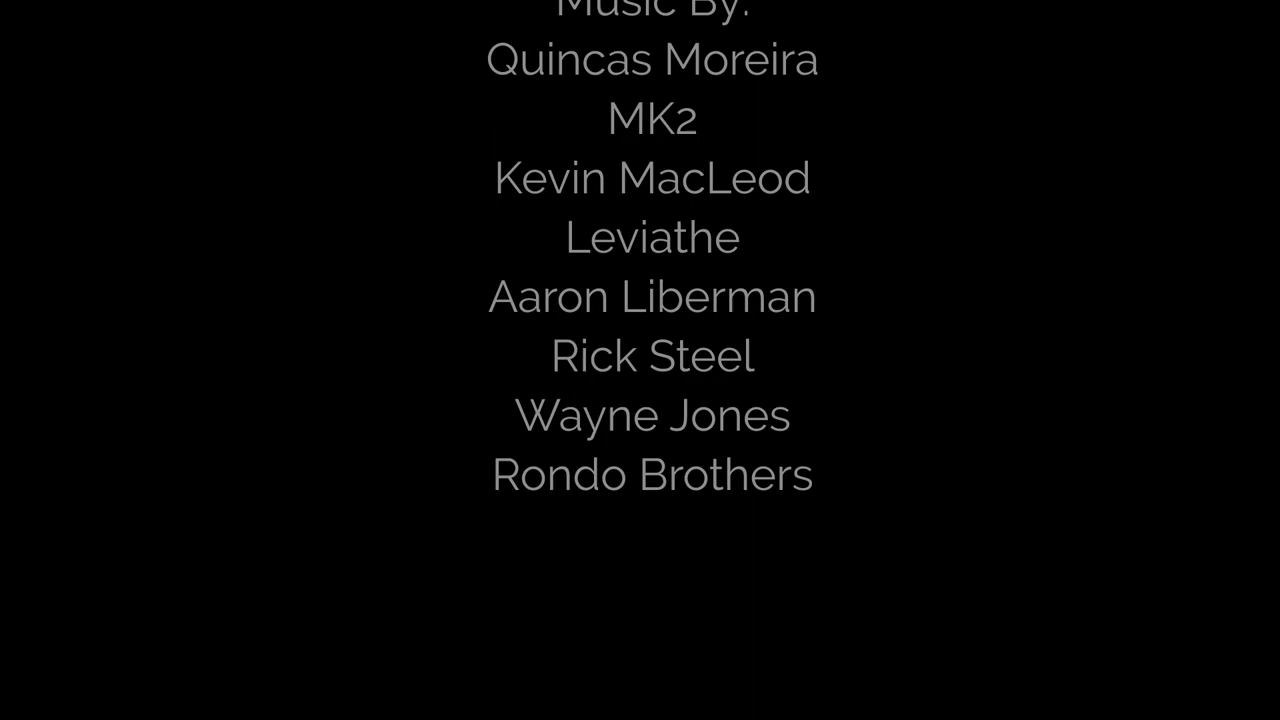 Music By:
Quincas Moreira
MK2
Kevin MacLeod
Leviathe
Aaron Liberman
Rick Steel
Wayne Jones
Rondo Brothers